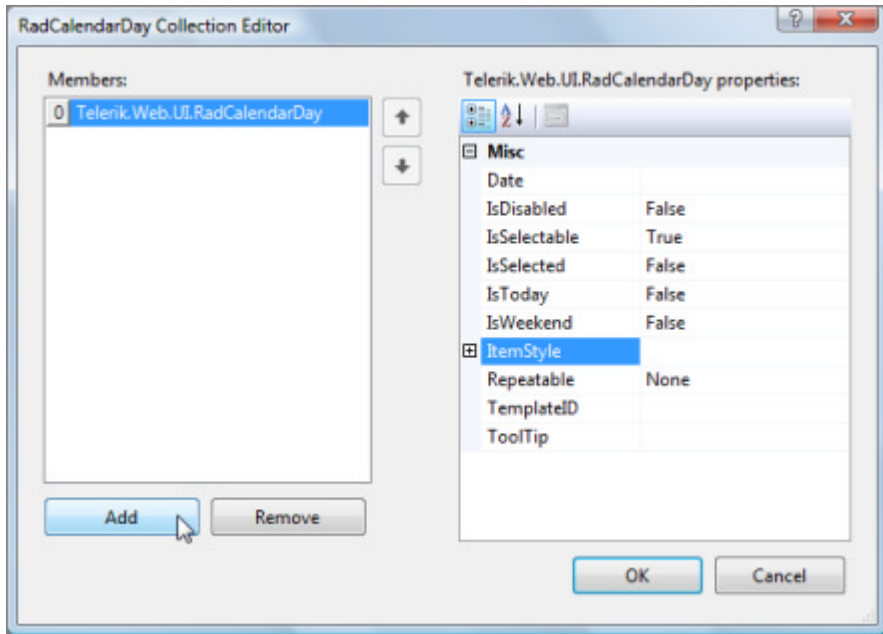 RadCalendarDay Collection Editor
Members:
0 Telerik.Web.UI.RadCalendarDay
Add
Remove
Telerik.Web.UI.RadCalendarDay properties:
Misc
Date
IsDisabled False
IsSelectable True
IsSelected False
IsToday False
IsWeekend False
ItemStyle
Repeatable None
TemplateID
ToolTip
OK
Cancel